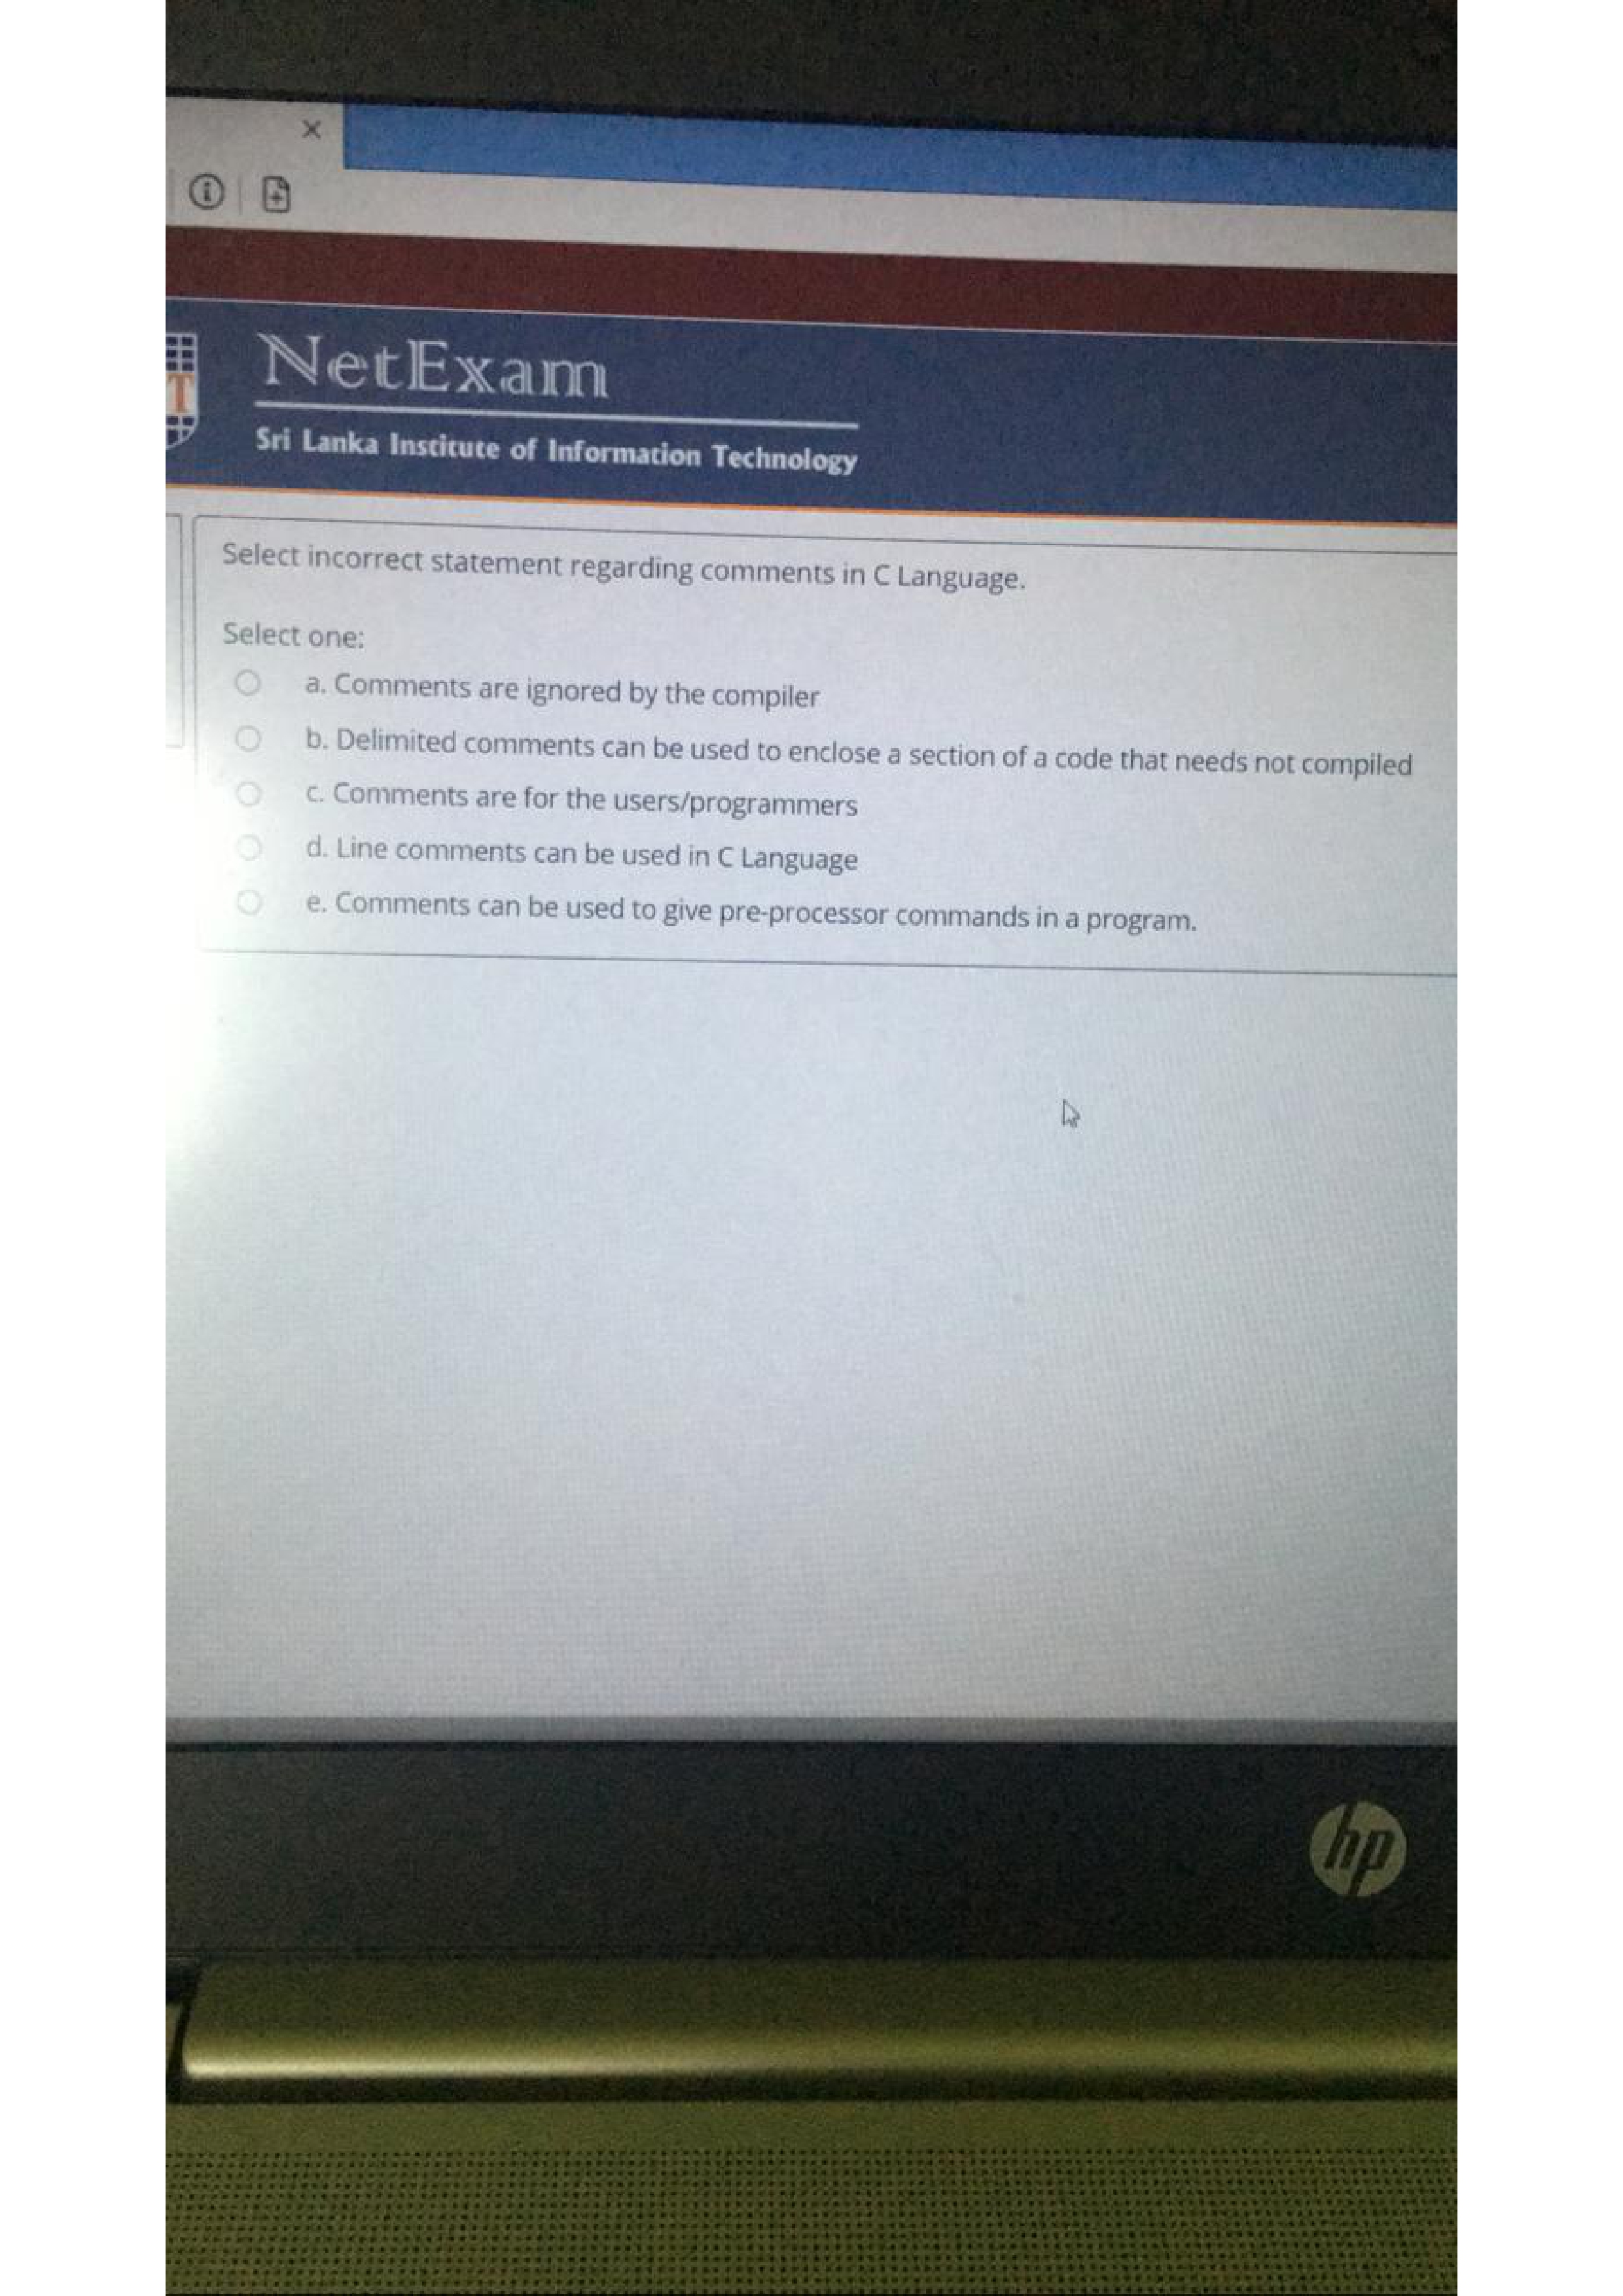 NetExam
Sri Lanka Institute of Information Technology
Select incorrect statement regarding comments in C Language.
Select one:
a. Comments are ignored by the compiler
b. Delimited comments can be used to enclose a section of a code that needs not compiled
c. Comments are for the users/programmers
d. Line comments can be used in C Language
e. Comments can be used to give pre-processor commands in a program.
hp